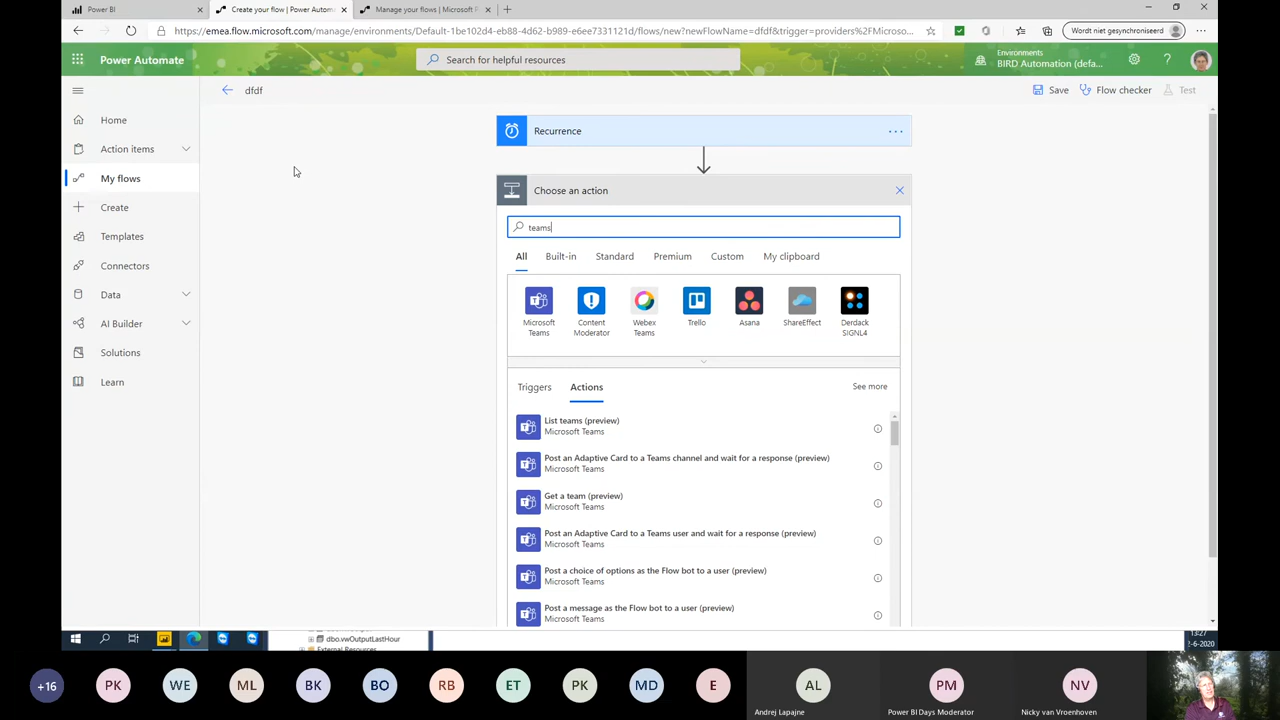 Power BI
Create your flow | Power Automa
Manage your flows | Microsoft P
https://emea.flow.microsoft.com/manage/environments/Default-1be102d4-eb88-4d62-b989-e6ee7331121d/flows/new?newFlowName=dfdf&trigger=providers%2FMicroso...
Wordt niet gesynchroniseerd
Power Automate
Search for helpful resources
Environments
BIRD Automation (defa...
dfdf
Save
Flow checker
Test
Home
Action items
My flows
Create
Templates
Connectors
Data
AI Builder
Solutions
Learn
Recurrence
Choose an action
teams
All
Built-in
Standard
Premium
Custom
My clipboard
Microsoft
Teams
Content
Moderator
Webex
Teams
Trello
Asana
ShareEffect
Derdack
SIGNL4
Triggers
Actions
See more
List teams (preview)
Microsoft Teams
Post an Adaptive Card to a Teams channel and wait for a response (preview)
Microsoft Teams
Get a team (preview)
Microsoft Teams
Post an Adaptive Card to a Teams user and wait for a response (preview)
Microsoft Teams
Post a choice of options as the Flow bot to a user (preview)
Microsoft Teams
Post a message as the Flow bot to a user (preview)
Microsoft Teams
dbo.vwOutputLastHour
External Resources
13:27
2-6-2020
+16
PK
WE
ML
BK
BO
RB
ET
PK
MD
E
AL
Andrej Lapajne
PM
Power BI Days Moderator
NV
Nicky van Vroenhoven